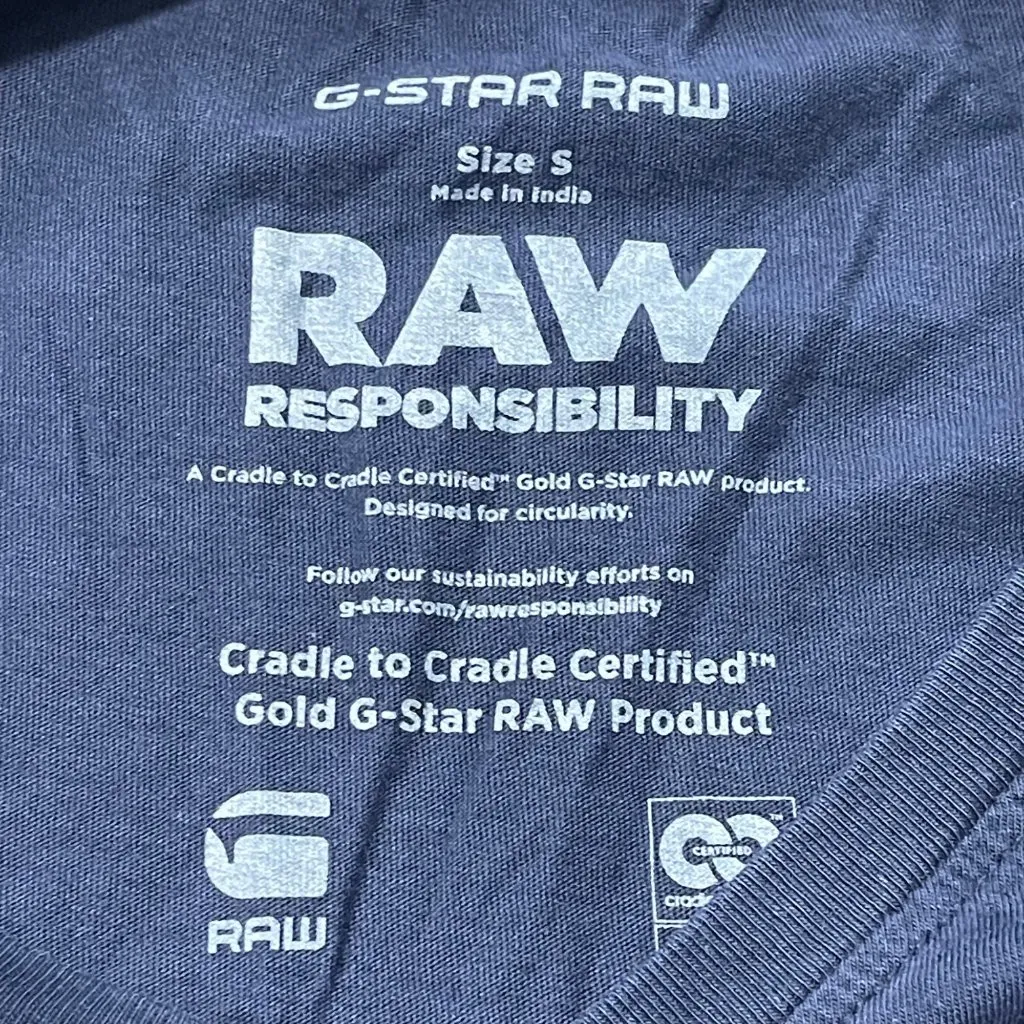 G-STAR RAW
Size S
Made in India
RAW
RESPONSIBILITY
A Cradle to Cradle Certified™ Gold G-Star RAW product.
Designed for circularity.
Follow our sustainability efforts on
g-star.com/rawresponsibility
Cradle to Cradle Certified™
Gold G-Star RAW Product
G
RAW
CERTIFIED
™